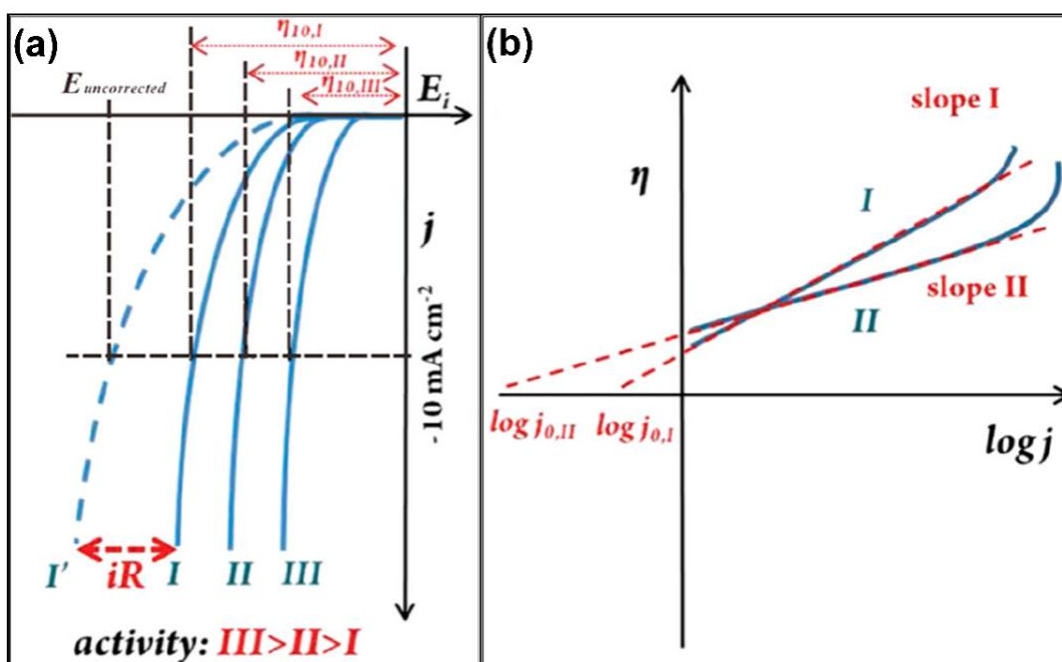 (a)
η10,I
η10,II
η10,III
E uncorrected
Ei
j
-10 mA cm-2
I'
iR
I
II
III
activity: III>II>I
(b)
slope I
η
I
slope II
II
log j0,II
log j0,I
log j